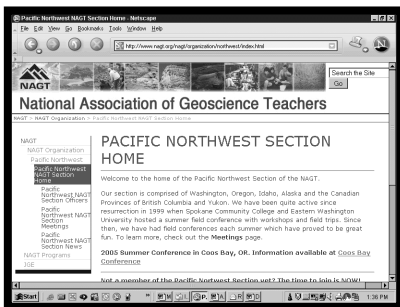 Pacific Northwest NAGT Section Home - Netscape
File Edit View Go Bookmarks Tools Window Help
http://www.nagt.org/nagt/organization/northwest/index.html
Search the Site
Go
NAGT
National Association of Geoscience Teachers
NAGT > NAGT Organization > Pacific Northwest NAGT Section Home
NAGT
NAGT Organization
Pacific Northwest
Pacific Northwest
NAGT Section
Home
Pacific
Northwest NAGT
Section Officers
Pacific
Northwest NAGT
Section
Meetings
Pacific
Northwest NAGT
Section News
NAGT Programs
JGE
PACIFIC NORTHWEST SECTION
HOME
Welcome to the home of the Pacific Northwest Section of the NAGT.
Our section is comprised of Washington, Oregon, Idaho, Alaska and the Canadian
Provinces of British Columbia and Yukon. We have been quite active since
resurrection in 1999 when Spokane Community College and Eastern Washington
University hosted a summer field conference with workshops and field trips. Since
then, we have had field conferences each summer which have proved to be great
fun. To learn more, check out the Meetings page.
2005 Summer Conference in Coos Bay, OR. Information available at Coos Bay
Conference
Not a member of the Pacific Northwest Section yet? The time to join is NOW!
Start
1:36 PM